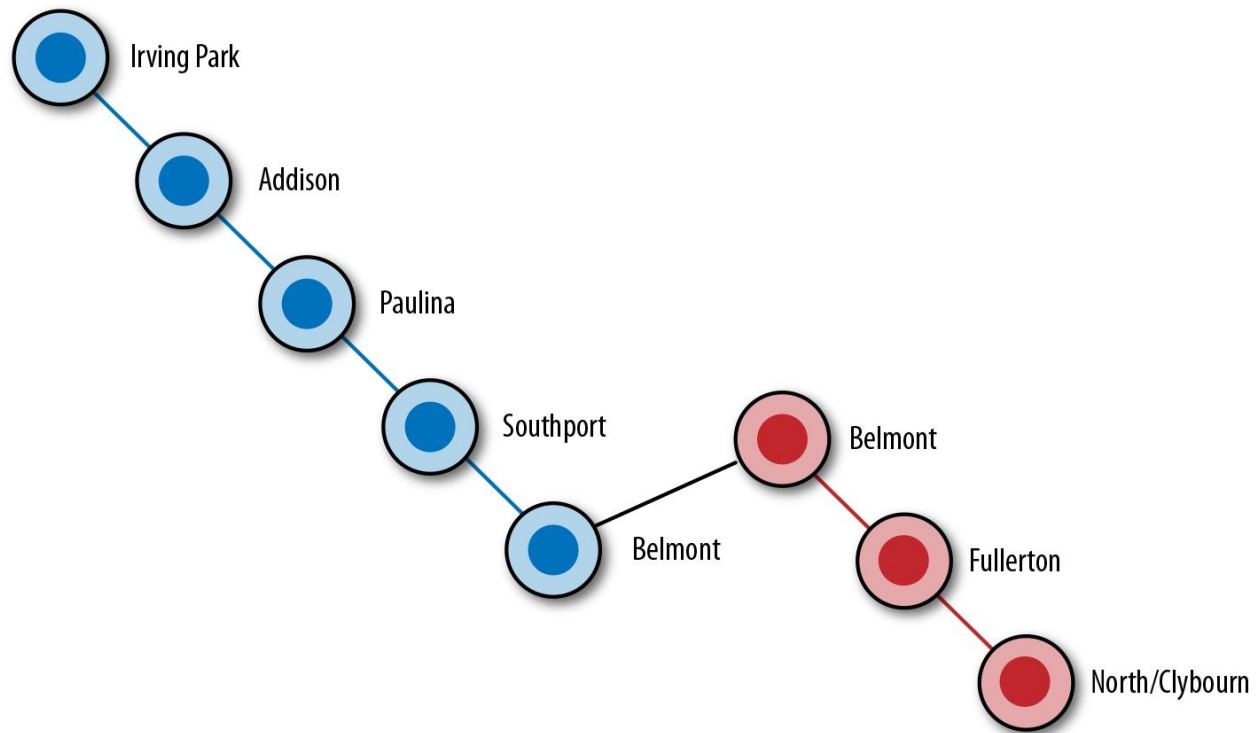 Irving Park
Addison
Paulina
Southport
Belmont
Belmont
Fullerton
North/Clybourn